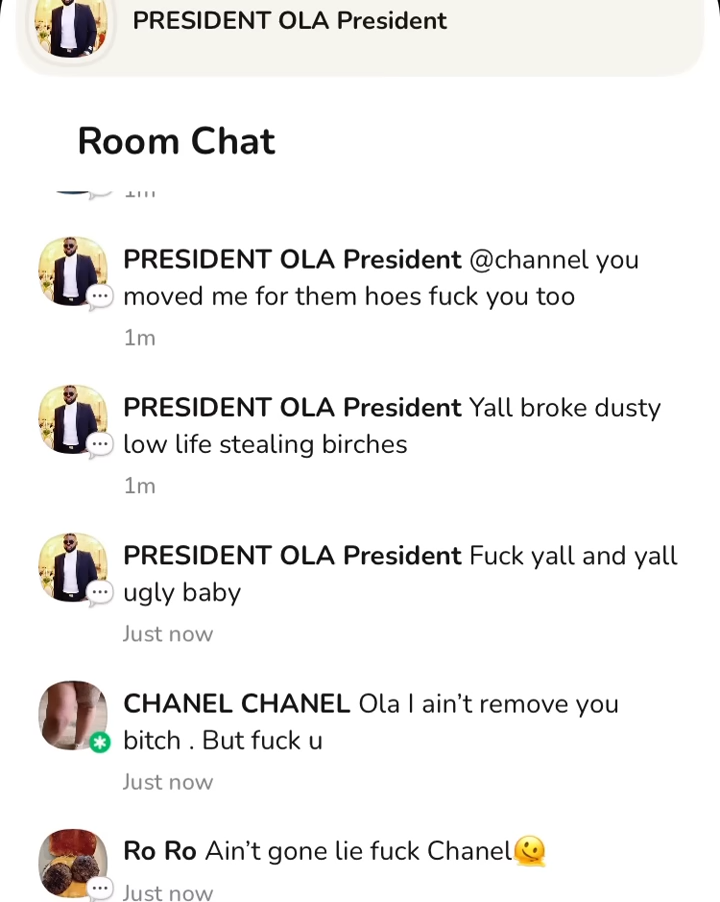 PRESIDENT OLA President
Room Chat
1m
PRESIDENT OLA President @channel you
moved me for them hoes fuck you too
1m
PRESIDENT OLA President Yall broke dusty
low life stealing birches
1m
PRESIDENT OLA President Fuck yall and yall
ugly baby
Just now
CHANEL CHANEL Ola I ain’t remove you
bitch . But fuck u
Just now
Ro Ro Ain’t gone lie fuck Chanel🫠
Just now